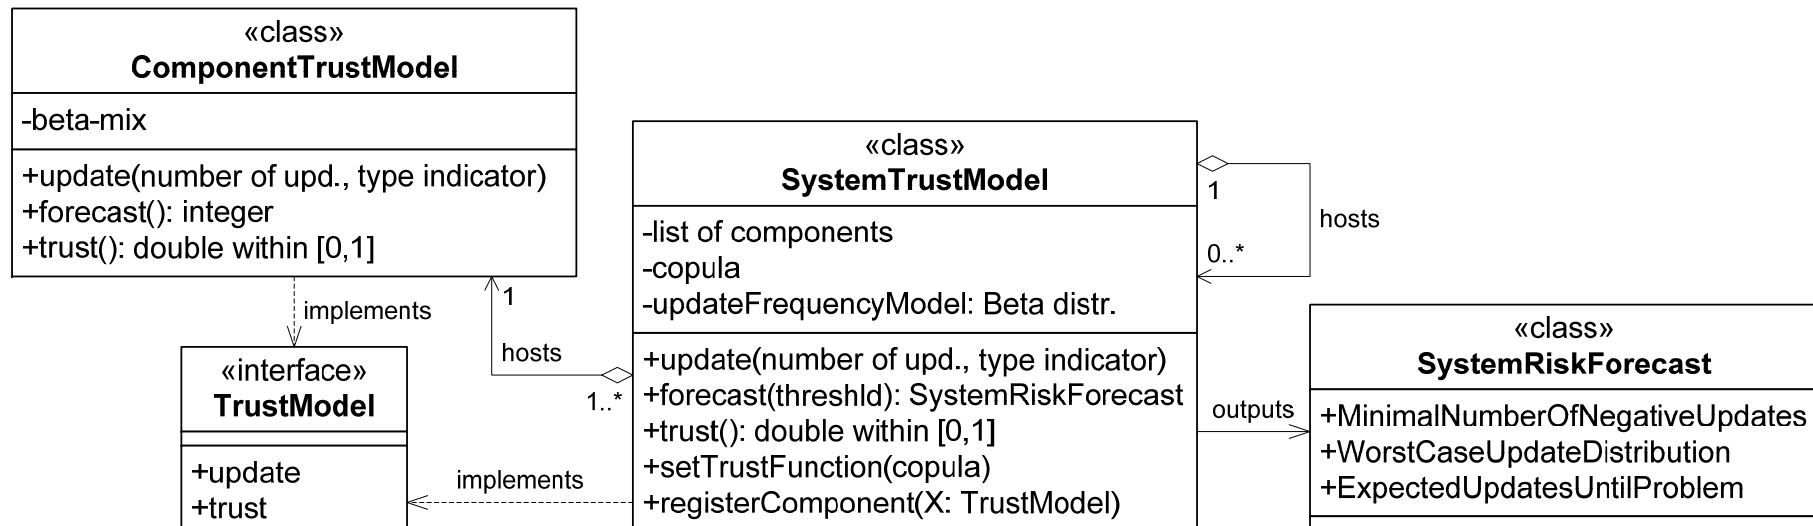 «class»
ComponentTrustModel
-beta-mix
+update(number of upd., type indicator)
+forecast(): integer
+trust(): double within [0,1]
implements
«interface»
TrustModel
+update
+trust
1
hosts
1..*
implements
«class»
SystemTrustModel
-list of components
-copula
-updateFrequencyModel: Beta distr.
+update(number of upd., type indicator)
+forecast(threshld): SystemRiskForecast
+trust(): double within [0,1]
+setTrustFunction(copula)
+registerComponent(X: TrustModel)
1
hosts
0..*
outputs
«class»
SystemRiskForecast
+MinimalNumberOfNegativeUpdates
+WorstCaseUpdateDistribution
+ExpectedUpdatesUntilProblem